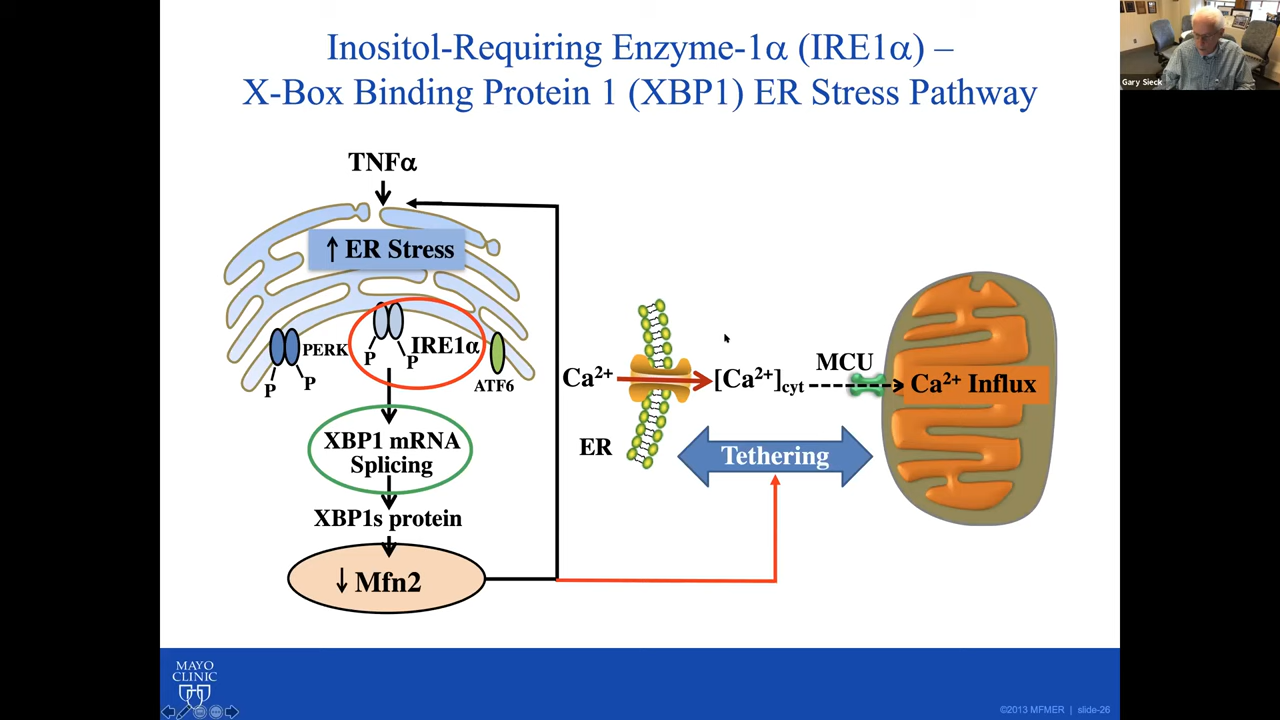 Inositol-Requiring Enzyme-1α (IRE1α) –
X-Box Binding Protein 1 (XBP1) ER Stress Pathway
Gary Sieck
TNFα
↑ ER Stress
PERK
P
P
IRE1α
P
P
ATF6
XBP1 mRNA
Splicing
XBP1s protein
↓ Mfn2
Ca²⁺
ER
[Ca²⁺]cyt
MCU
Ca²⁺ Influx
Tethering
MAYO
CLINIC
©2013 MFMER | slide-26